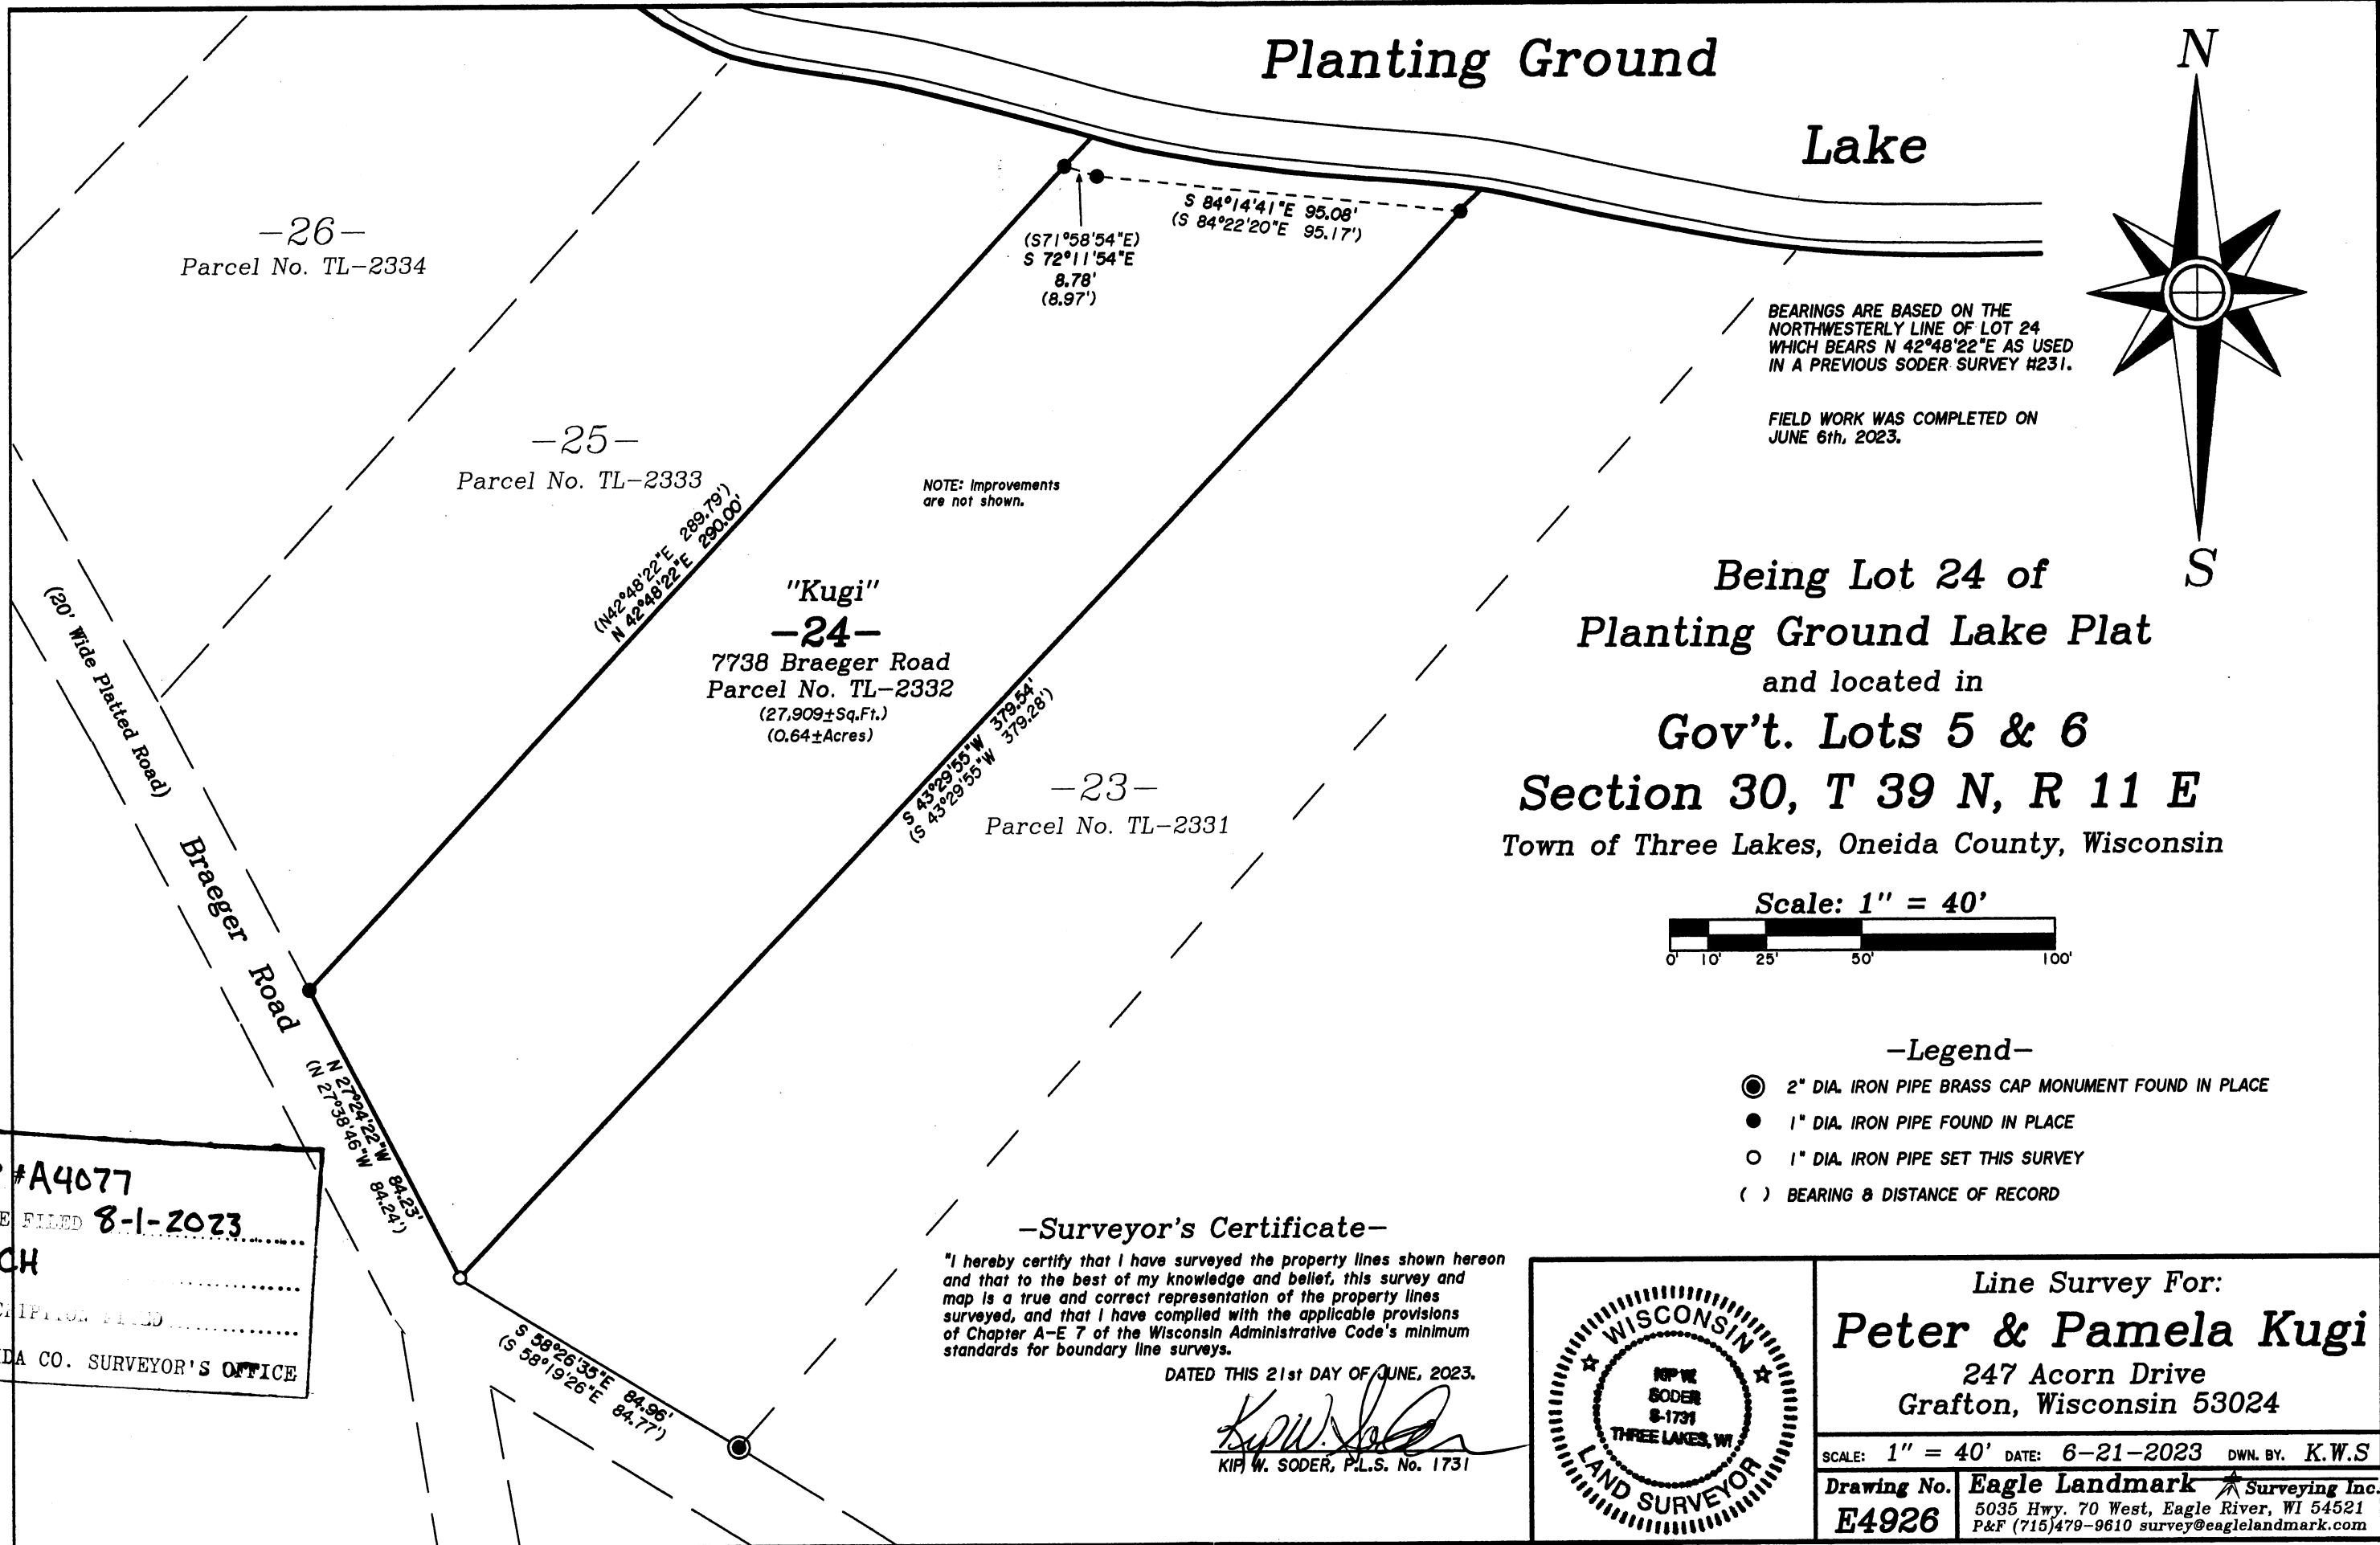 Planting Ground
Lake
N
S
-26-
Parcel No. TL-2334
-25-
Parcel No. TL-2333
(S71°58'54"E)
S 72°11'54"E
8.78'
(8.97')
S 84°14'41"E 95.08'
(S 84°22'20"E 95.17')
BEARINGS ARE BASED ON THE
NORTHWESTERLY LINE OF LOT 24
WHICH BEARS N 42°48'22"E AS USED
IN A PREVIOUS SODER SURVEY #231.
FIELD WORK WAS COMPLETED ON
JUNE 6th, 2023.
NOTE: Improvements
are not shown.
(N42°48'22"E 289.79')
N 42°48'22"E 290.00'
"Kugi"
-24-
7738 Braeger Road
Parcel No. TL-2332
(27,909±Sq.Ft.)
(0.64±Acres)
S 43°29'55"W 379.54'
(S 43°29'55"W 379.28')
-23-
Parcel No. TL-2331
(20' Wide Platted Road)
Braeger Road
N 27°24'22"W 84.23'
(N 27°38'46"W 84.24')
S 58°26'35"E 84.96'
(S 58°19'26"E 84.77')
Being Lot 24 of
Planting Ground Lake Plat
and located in
Gov't. Lots 5 & 6
Section 30, T 39 N, R 11 E
Town of Three Lakes, Oneida County, Wisconsin
Scale: 1" = 40'
0' 10' 25' 50' 100'
-Legend-
2" DIA. IRON PIPE BRASS CAP MONUMENT FOUND IN PLACE
1" DIA. IRON PIPE FOUND IN PLACE
1" DIA. IRON PIPE SET THIS SURVEY
( ) BEARING & DISTANCE OF RECORD
#A4077
E FILED 8-1-2023
CH
DA CO. SURVEYOR'S OFFICE
-Surveyor's Certificate-
"I hereby certify that I have surveyed the property lines shown hereon
and that to the best of my knowledge and belief, this survey and
map is a true and correct representation of the property lines
surveyed, and that I have complied with the applicable provisions
of Chapter A-E 7 of the Wisconsin Administrative Code's minimum
standards for boundary line surveys.
DATED THIS 21st DAY OF JUNE, 2023.
Kip W. Soder
KIP W. SODER, P.L.S. No. 1731
WISCONSIN
KIP W.
SODER
S-1731
THREE LAKES, WI
LAND SURVEYOR
Line Survey For:
Peter & Pamela Kugi
247 Acorn Drive
Grafton, Wisconsin 53024
SCALE: 1" = 40' DATE: 6-21-2023 DWN. BY. K.W.S
Drawing No.
E4926
Eagle Landmark Surveying Inc.
5035 Hwy. 70 West, Eagle River, WI 54521
P&F (715)479-9610 survey@eaglelandmark.com